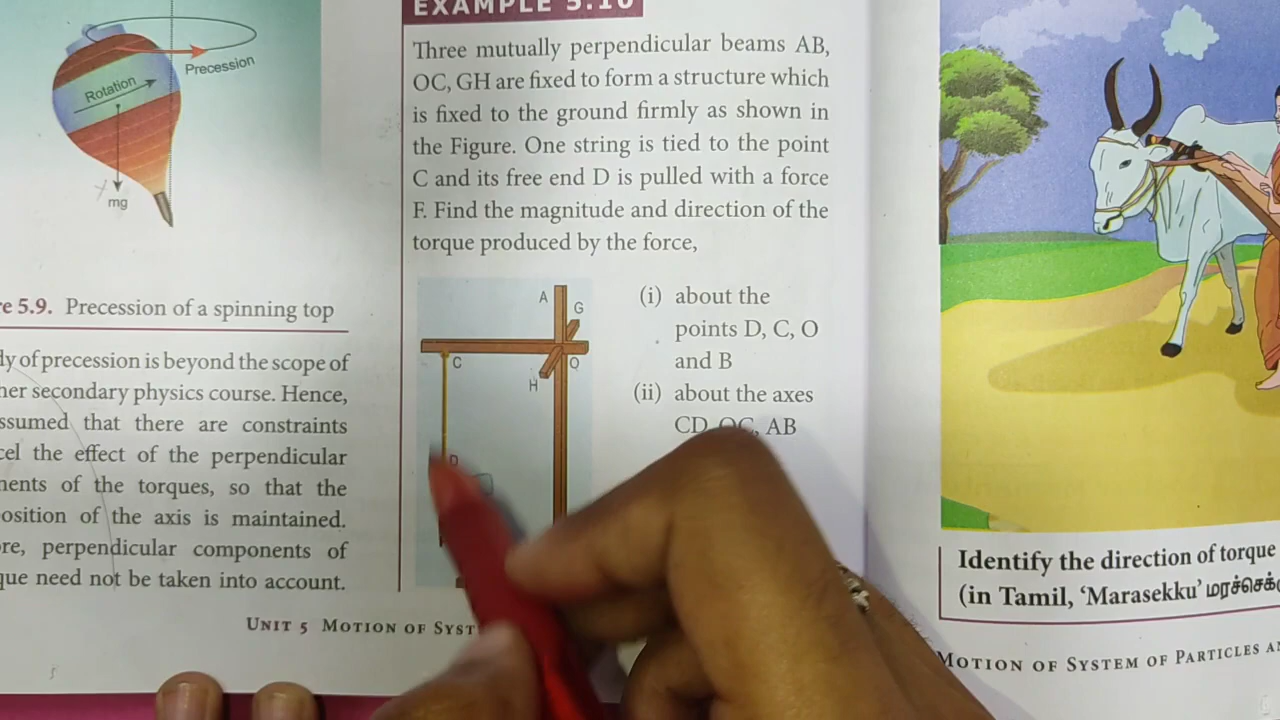 Rotation
Precession
mg
re 5.9. Precession of a spinning top
dy of precession is beyond the scope of
her secondary physics course. Hence,
ssumed that there are constraints
cel the effect of the perpendicular
nents of the torques, so that the
osition of the axis is maintained.
re, perpendicular components of
que need not be taken into account.
UNIT 5 MOTION OF SYST
EXAMPLE 5.10
Three mutually perpendicular beams AB,
OC, GH are fixed to form a structure which
is fixed to the ground firmly as shown in
the Figure. One string is tied to the point
C and its free end D is pulled with a force
F. Find the magnitude and direction of the
torque produced by the force,
A
G
C
O
H
D
(i) about the
points D, C, O
and B
(ii) about the axes
CD, OC, AB
Identify the direction of torque
(in Tamil, ‘Marasekku’ மரச்செக்
MOTION OF SYSTEM OF PARTICLES A